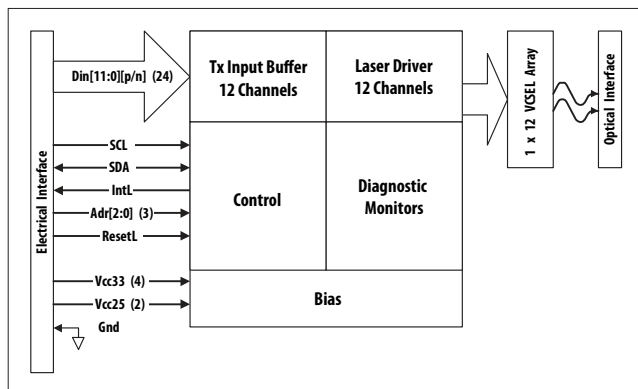 Electrical Interface
Din[11:0][p/n] (24)
SCL
SDA
IntL
Adr[2:0] (3)
ResetL
Vcc33 (4)
Vcc25 (2)
Gnd
Tx Input Buffer
12 Channels
Laser Driver
12 Channels
Control
Diagnostic
Monitors
Bias
1 x 12 VCSEL Array
Optical Interface